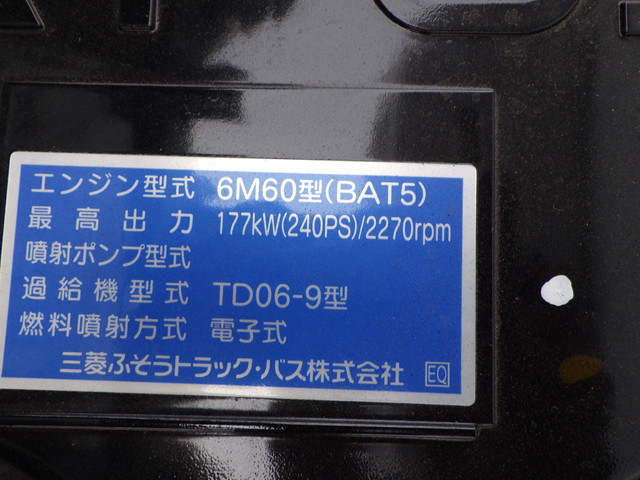 エンジン型式 6M60型(BAT5)
最高出力 177kW(240PS)/2270rpm
噴射ポンプ型式
過給機型式 TD06-9型
燃料噴射方式 電子式
三菱ふそうトラック・バス株式会社 EQ